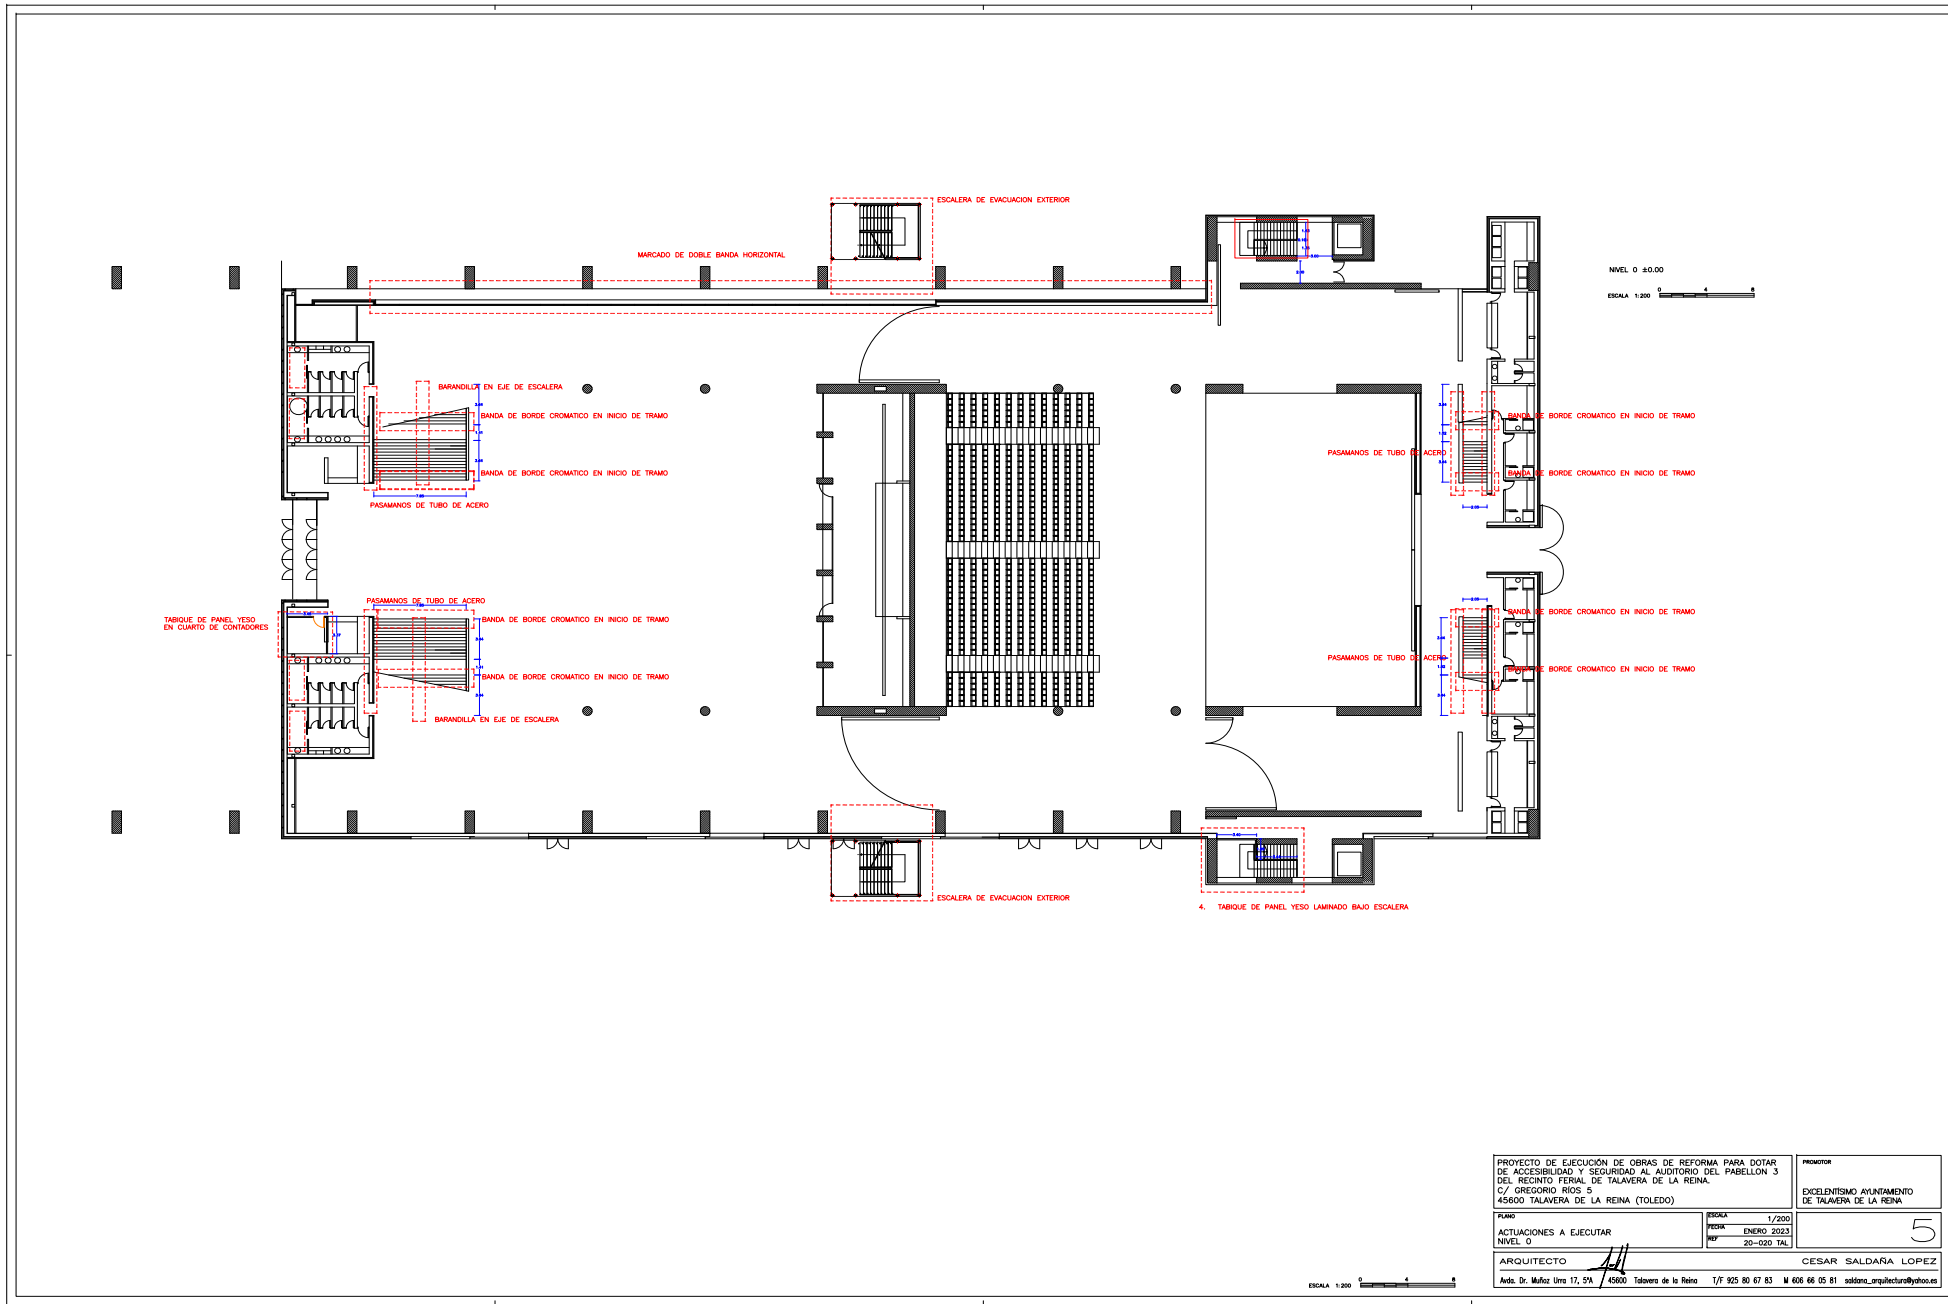 ESCALERA DE EVACUACION EXTERIOR
MARCADO DE DOBLE BANDA HORIZONTAL
NIVEL 0 ±0.00
ESCALA 1:200
0 4 8
BARANDILLA EN EJE DE ESCALERA
BANDA DE BORDE CROMATICO EN INICIO DE TRAMO
BANDA DE BORDE CROMATICO EN INICIO DE TRAMO
PASAMANOS DE TUBO DE ACERO
BANDA DE BORDE CROMATICO EN INICIO DE TRAMO
BANDA DE BORDE CROMATICO EN INICIO DE TRAMO
PASAMANOS DE TUBO DE ACERO
PASAMANOS DE TUBO DE ACERO
TABIQUE DE PANEL YESO
EN CUARTO DE CONTADORES
BANDA DE BORDE CROMATICO EN INICIO DE TRAMO
BANDA DE BORDE CROMATICO EN INICIO DE TRAMO
BARANDILLA EN EJE DE ESCALERA
BANDA DE BORDE CROMATICO EN INICIO DE TRAMO
PASAMANOS DE TUBO DE ACERO
BANDA DE BORDE CROMATICO EN INICIO DE TRAMO
ESCALERA DE EVACUACION EXTERIOR
4. TABIQUE DE PANEL YESO LAMINADO BAJO ESCALERA
PROYECTO DE EJECUCIÓN DE OBRAS DE REFORMA PARA DOTAR
DE ACCESIBILIDAD Y SEGURIDAD AL AUDITORIO DEL PABELLON 3
DEL RECINTO FERIAL DE TALAVERA DE LA REINA.
C/ GREGORIO RÍOS 5
45600 TALAVERA DE LA REINA (TOLEDO)
PROMOTOR
EXCELENTÍSIMO AYUNTAMIENTO
DE TALAVERA DE LA REINA
PLANO
ACTUACIONES A EJECUTAR
NIVEL 0
ESCALA 1/200
FECHA ENERO 2023
REF 20-020 TAL
5
ARQUITECTO
CESAR SALDAÑA LOPEZ
Avda. Dr. Muñoz Urra 17, 5ºA 45600 Talavera de la Reina T/F 925 80 67 83 M 606 66 05 81 saldana_arquitectura@yahoo.es
ESCALA 1:200
0 4 8